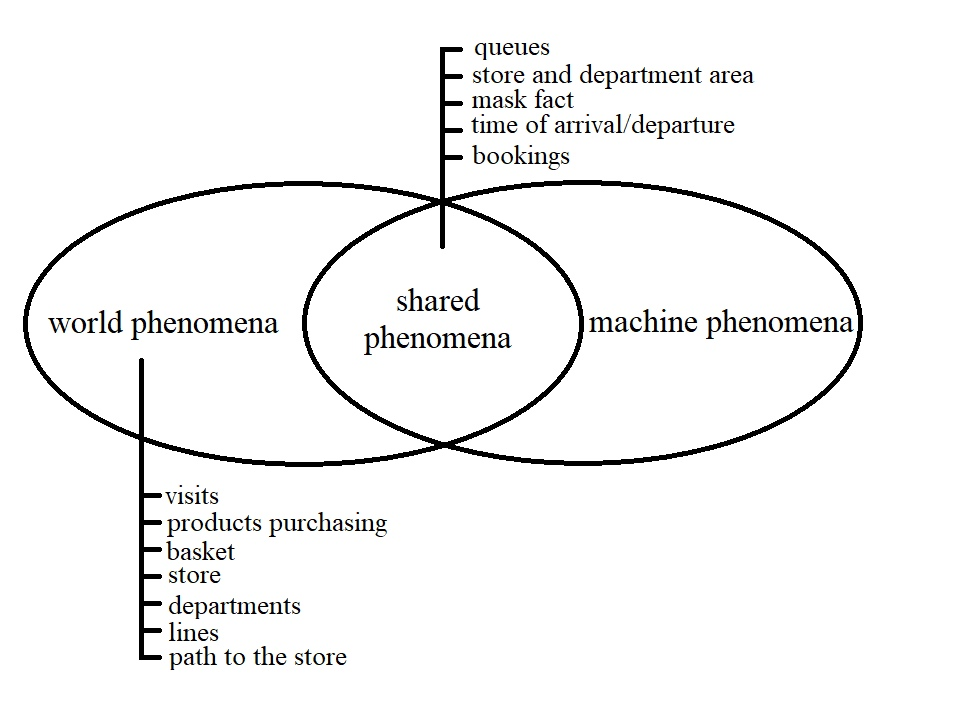 queues
store and department area
mask fact
time of arrival/departure
bookings
world phenomena
shared
phenomena
machine phenomena
visits
products purchasing
basket
store
departments
lines
path to the store